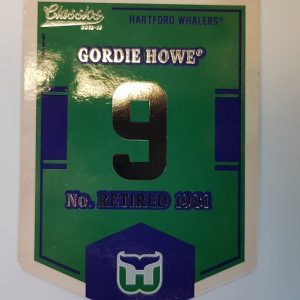 Classics
2012-13
HARTFORD WHALERS®
GORDIE HOWE®
9
No. RETIRED 1981